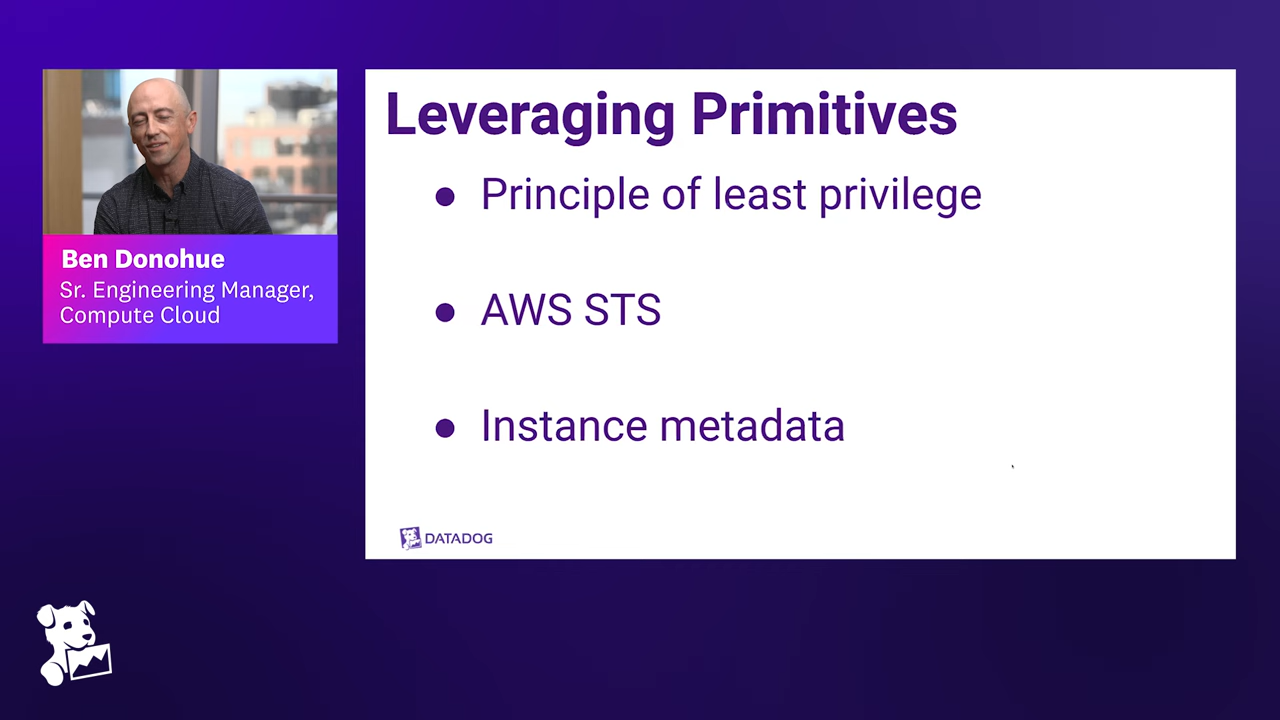 Ben Donohue
Sr. Engineering Manager,
Compute Cloud
Leveraging Primitives
● Principle of least privilege
● AWS STS
● Instance metadata
DATADOG